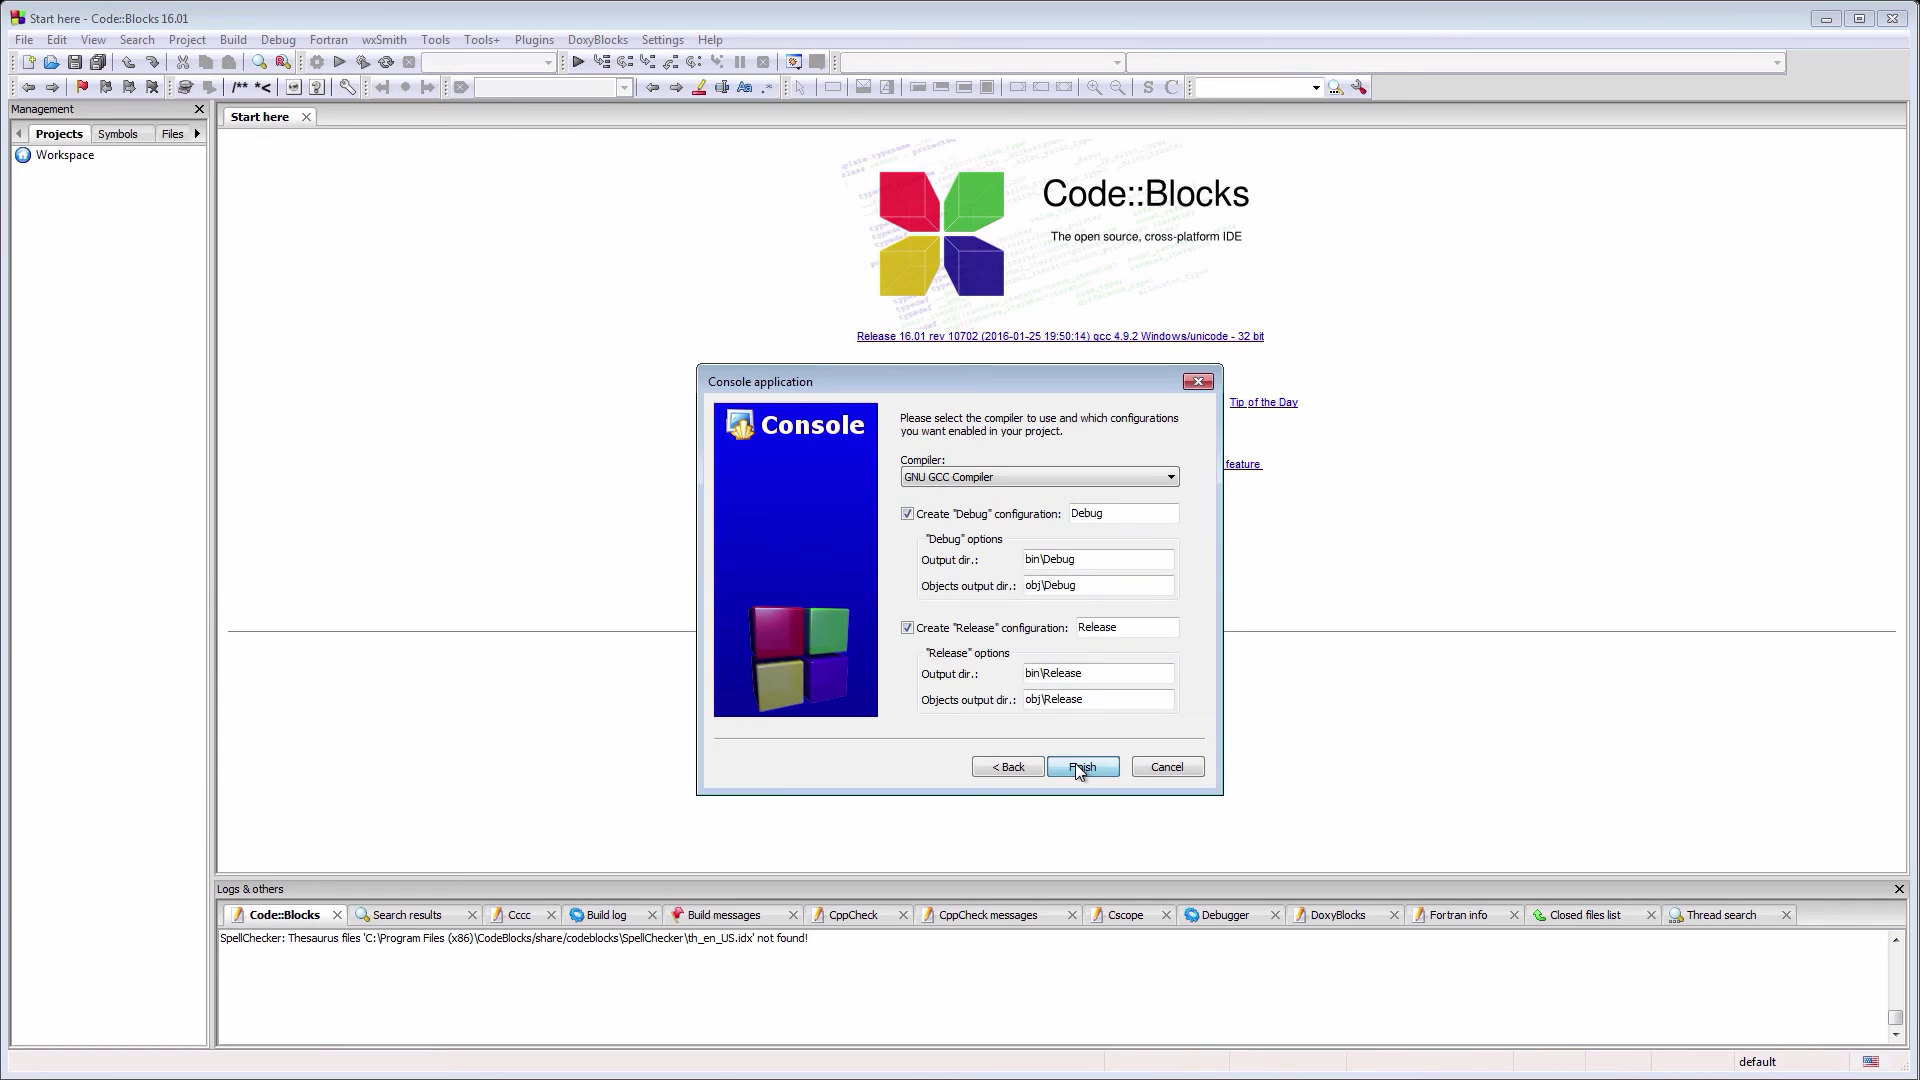 Start here - Code::Blocks 16.01
File Edit View Search Project Build Debug Fortran wxSmith Tools Tools+ Plugins DoxyBlocks Settings Help
/** *<
Aa .*
S C
Management
Projects Symbols Files
Workspace
Start here
Code::Blocks
The open source, cross-platform IDE
Release 16.01 rev 10702 (2016-01-25 19:50:14) gcc 4.9.2 Windows/unicode - 32 bit
Tip of the Day
feature
Console application
Console
Please select the compiler to use and which configurations
you want enabled in your project.
Compiler:
GNU GCC Compiler
Create "Debug" configuration: Debug
"Debug" options
Output dir.: bin\Debug
Objects output dir.: obj\Debug
Create "Release" configuration: Release
"Release" options
Output dir.: bin\Release
Objects output dir.: obj\Release
< Back Finish Cancel
Logs & others
Code::Blocks Search results Cccc Build log Build messages CppCheck CppCheck messages Cscope Debugger DoxyBlocks Fortran info Closed files list Thread search
SpellChecker: Thesaurus files 'C:\Program Files (x86)\CodeBlocks/share/codeblocks\SpellChecker\th_en_US.idx' not found!
default